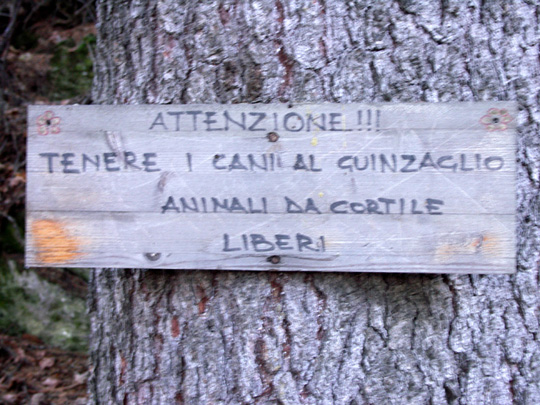 ATTENZIONE!!!
TENERE I CANI AL GUINZAGLIO
ANIMALI DA CORTILE
LIBERI